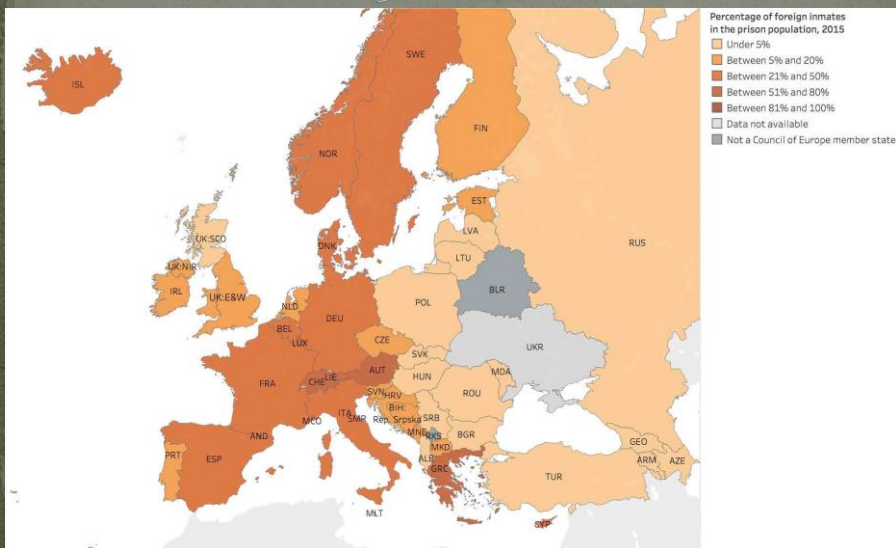 Percentage of foreign inmates
in the prison population, 2015
Under 5%
Between 5% and 20%
Between 21% and 50%
Between 51% and 80%
Between 81% and 100%
Data not available
Not a Council of Europe member state
ISL
SWE
FIN
NOR
EST
RUS
UK:SCO
LVA
DNK
LTU
UK:NIR
IRL
UK:E&W
BLR
NLD
POL
DEU
BEL
LUX
CZE
UKR
SVK
FRA
CHE
LIE
AUT
HUN
MDA
SVN
HRV
ROU
MCO
ITA
SMR
BIH:
Rep. Srpska
SRB
MNE
RKS
BGR
AND
PRT
ESP
MKD
ALB
GRC
GEO
ARM
AZE
TUR
MLT
CYP